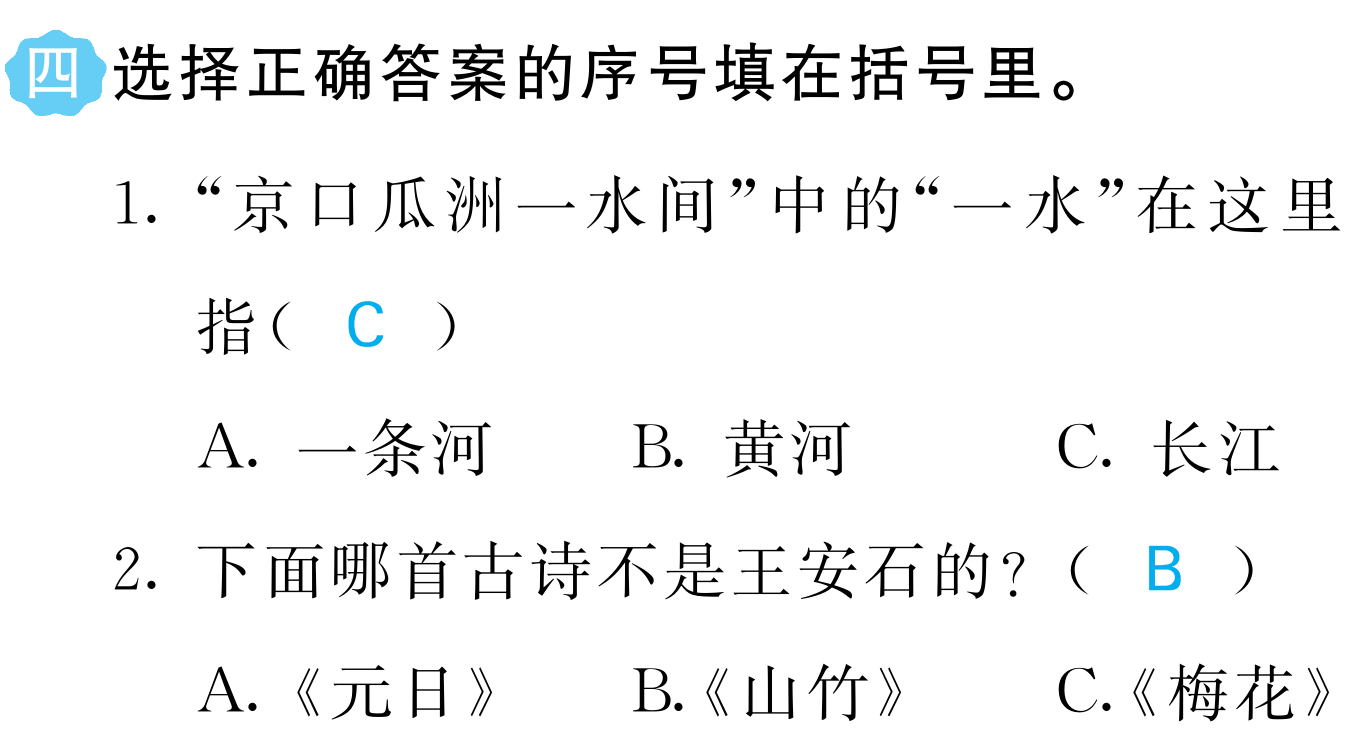 四 选择正确答案的序号填在括号里。
1. “京口瓜洲一水间”中的“一水”在这里
指( C )
A. 一条河 B. 黄河 C. 长江
2. 下面哪首古诗不是王安石的?( B )
A.《元日》 B.《山竹》 C.《梅花》